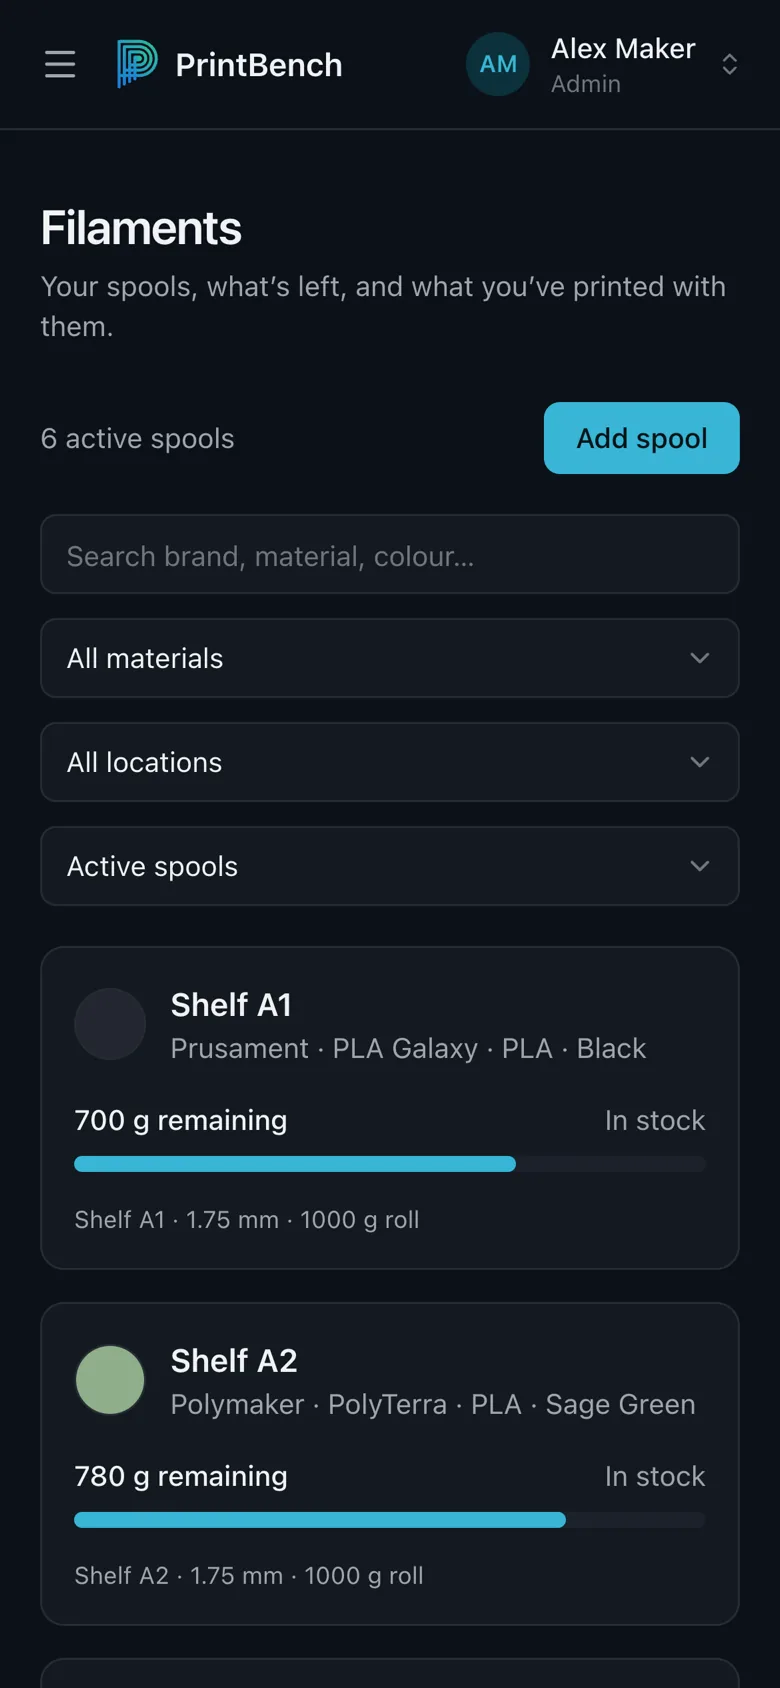 PrintBench
AM
Alex Maker
Admin
Filaments
Your spools, what’s left, and what you’ve printed with
them.
6 active spools
Add spool
Search brand, material, colour...
All materials
All locations
Active spools
Shelf A1
Prusament · PLA Galaxy · PLA · Black
700 g remaining
In stock
Shelf A1 · 1.75 mm · 1000 g roll
Shelf A2
Polymaker · PolyTerra · PLA · Sage Green
780 g remaining
In stock
Shelf A2 · 1.75 mm · 1000 g roll